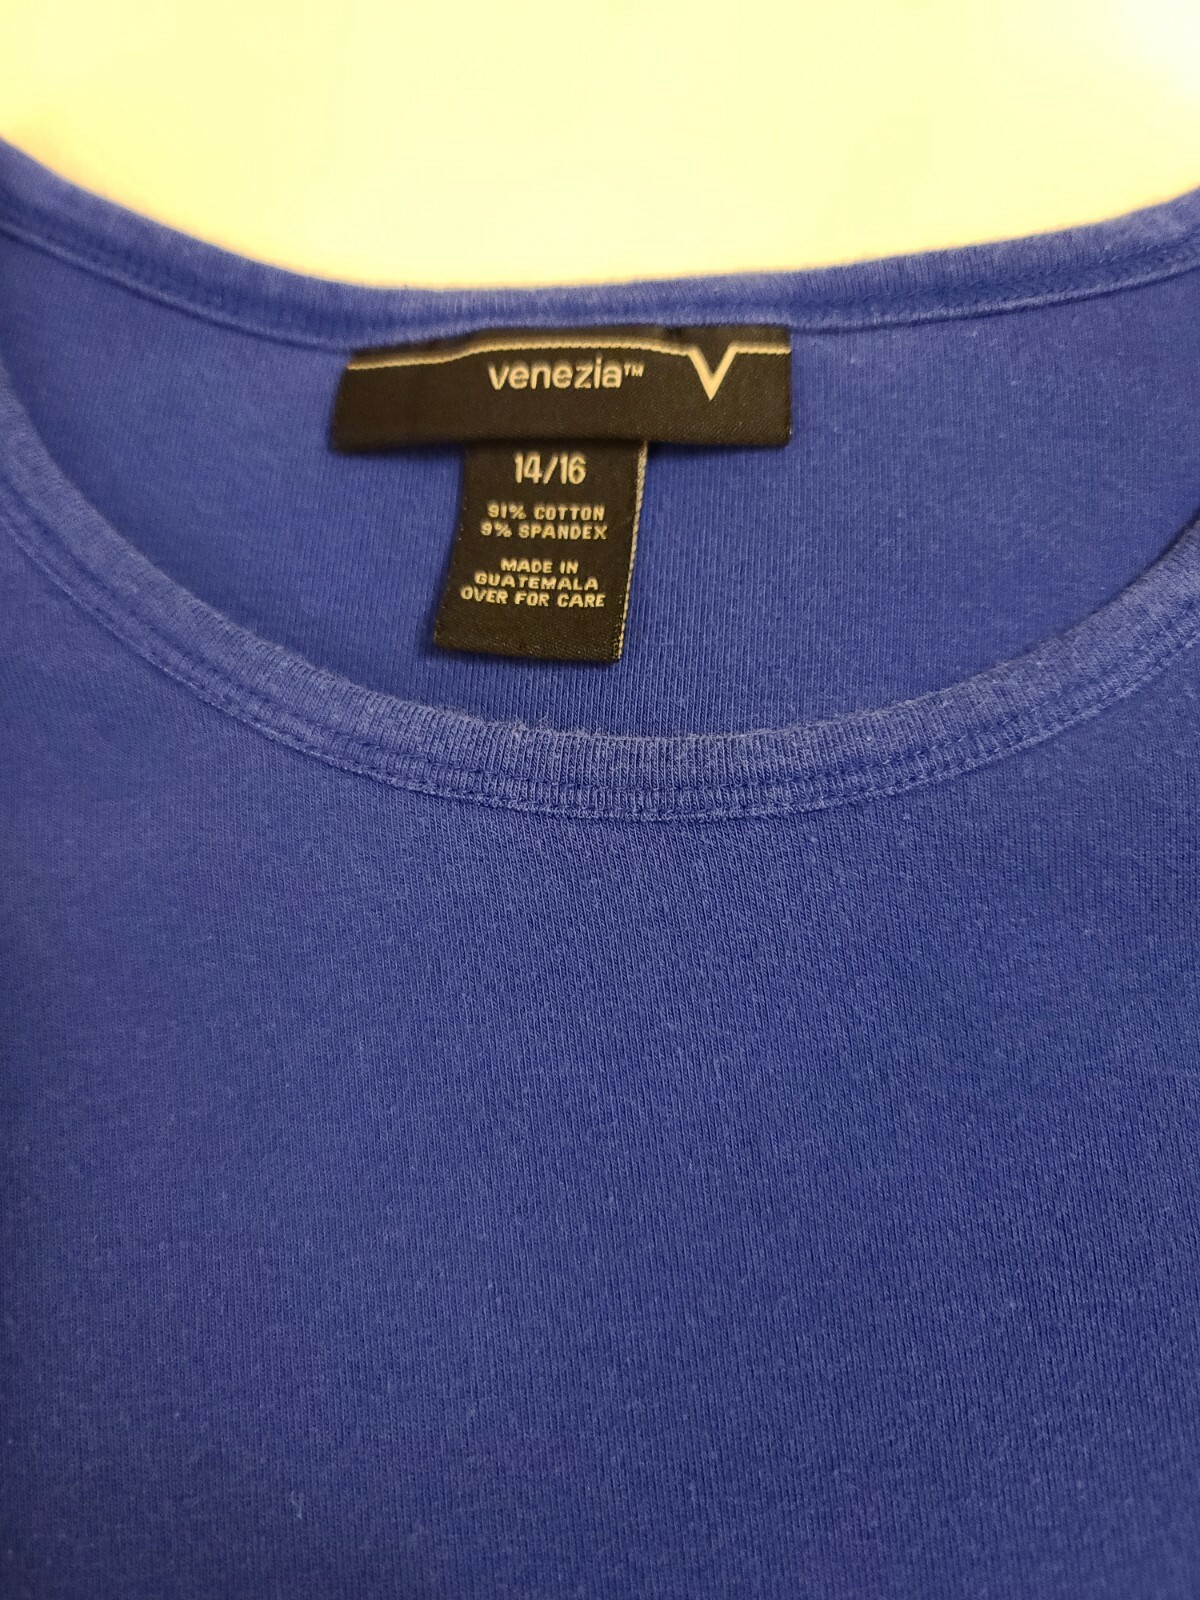 venezia™ V
14/16
91% COTTON
9% SPANDEX
MADE IN
GUATEMALA
OVER FOR CARE